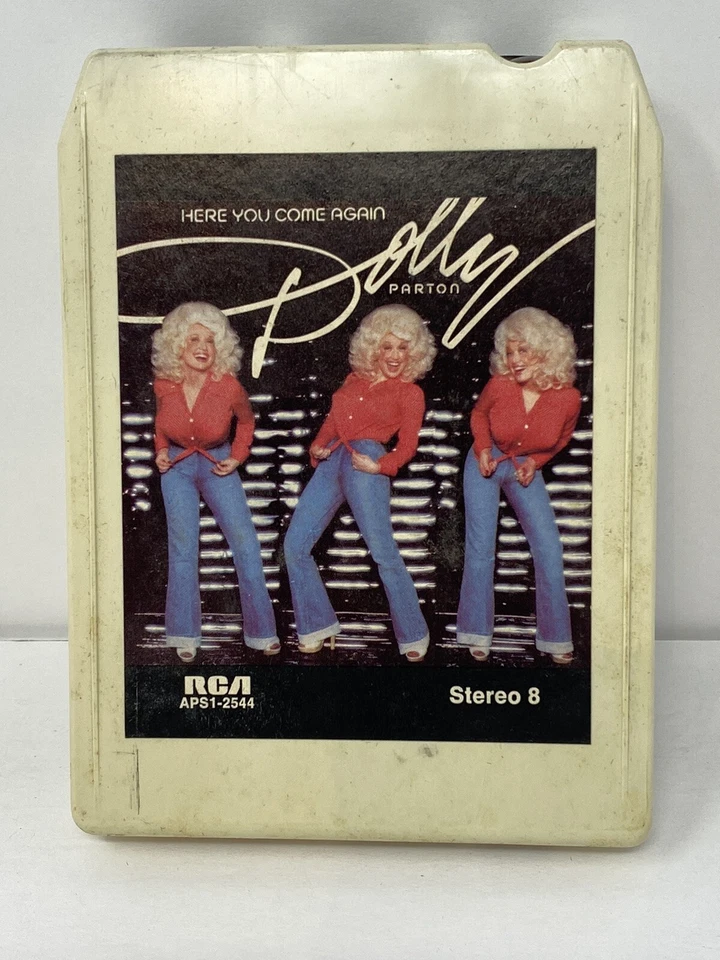 HERE YOU COME AGAIN
Dolly
PARTON
RCA
APS1-2544
Stereo 8